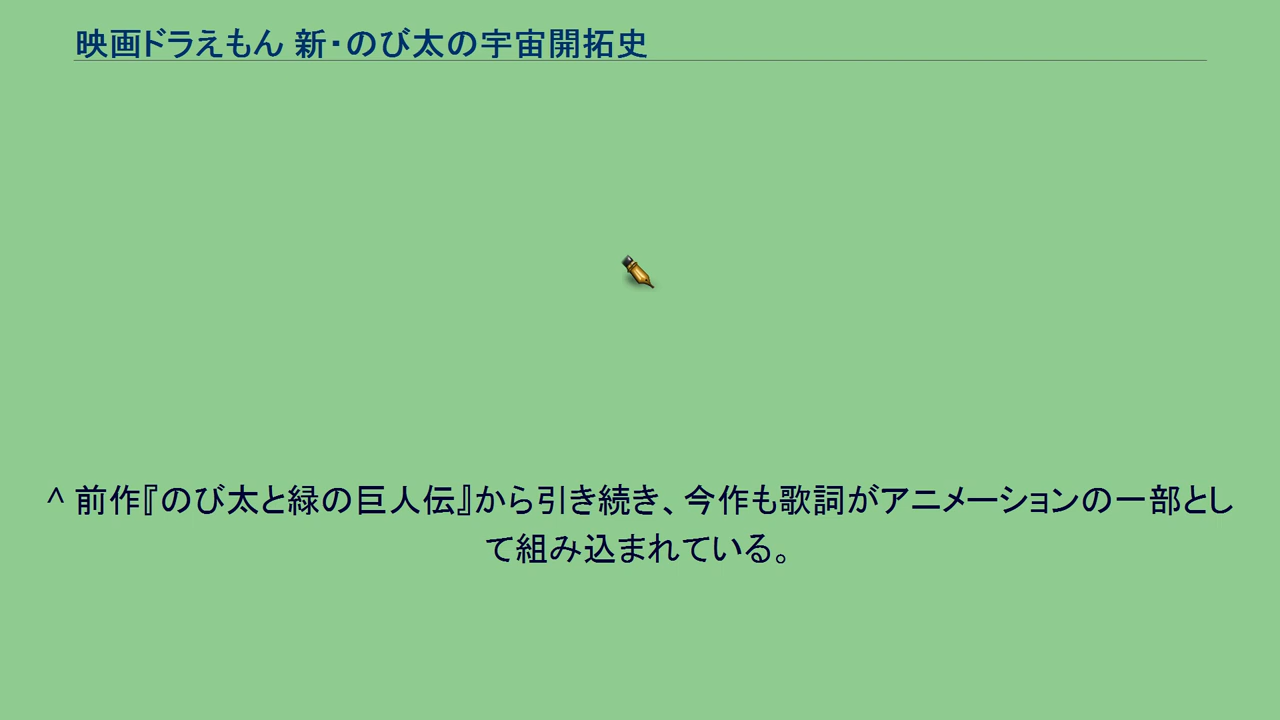 映画ドラえもん 新・のび太の宇宙開拓史
^ 前作『のび太と緑の巨人伝』から引き続き、今作も歌詞がアニメーションの一部とし
て組み込まれている。